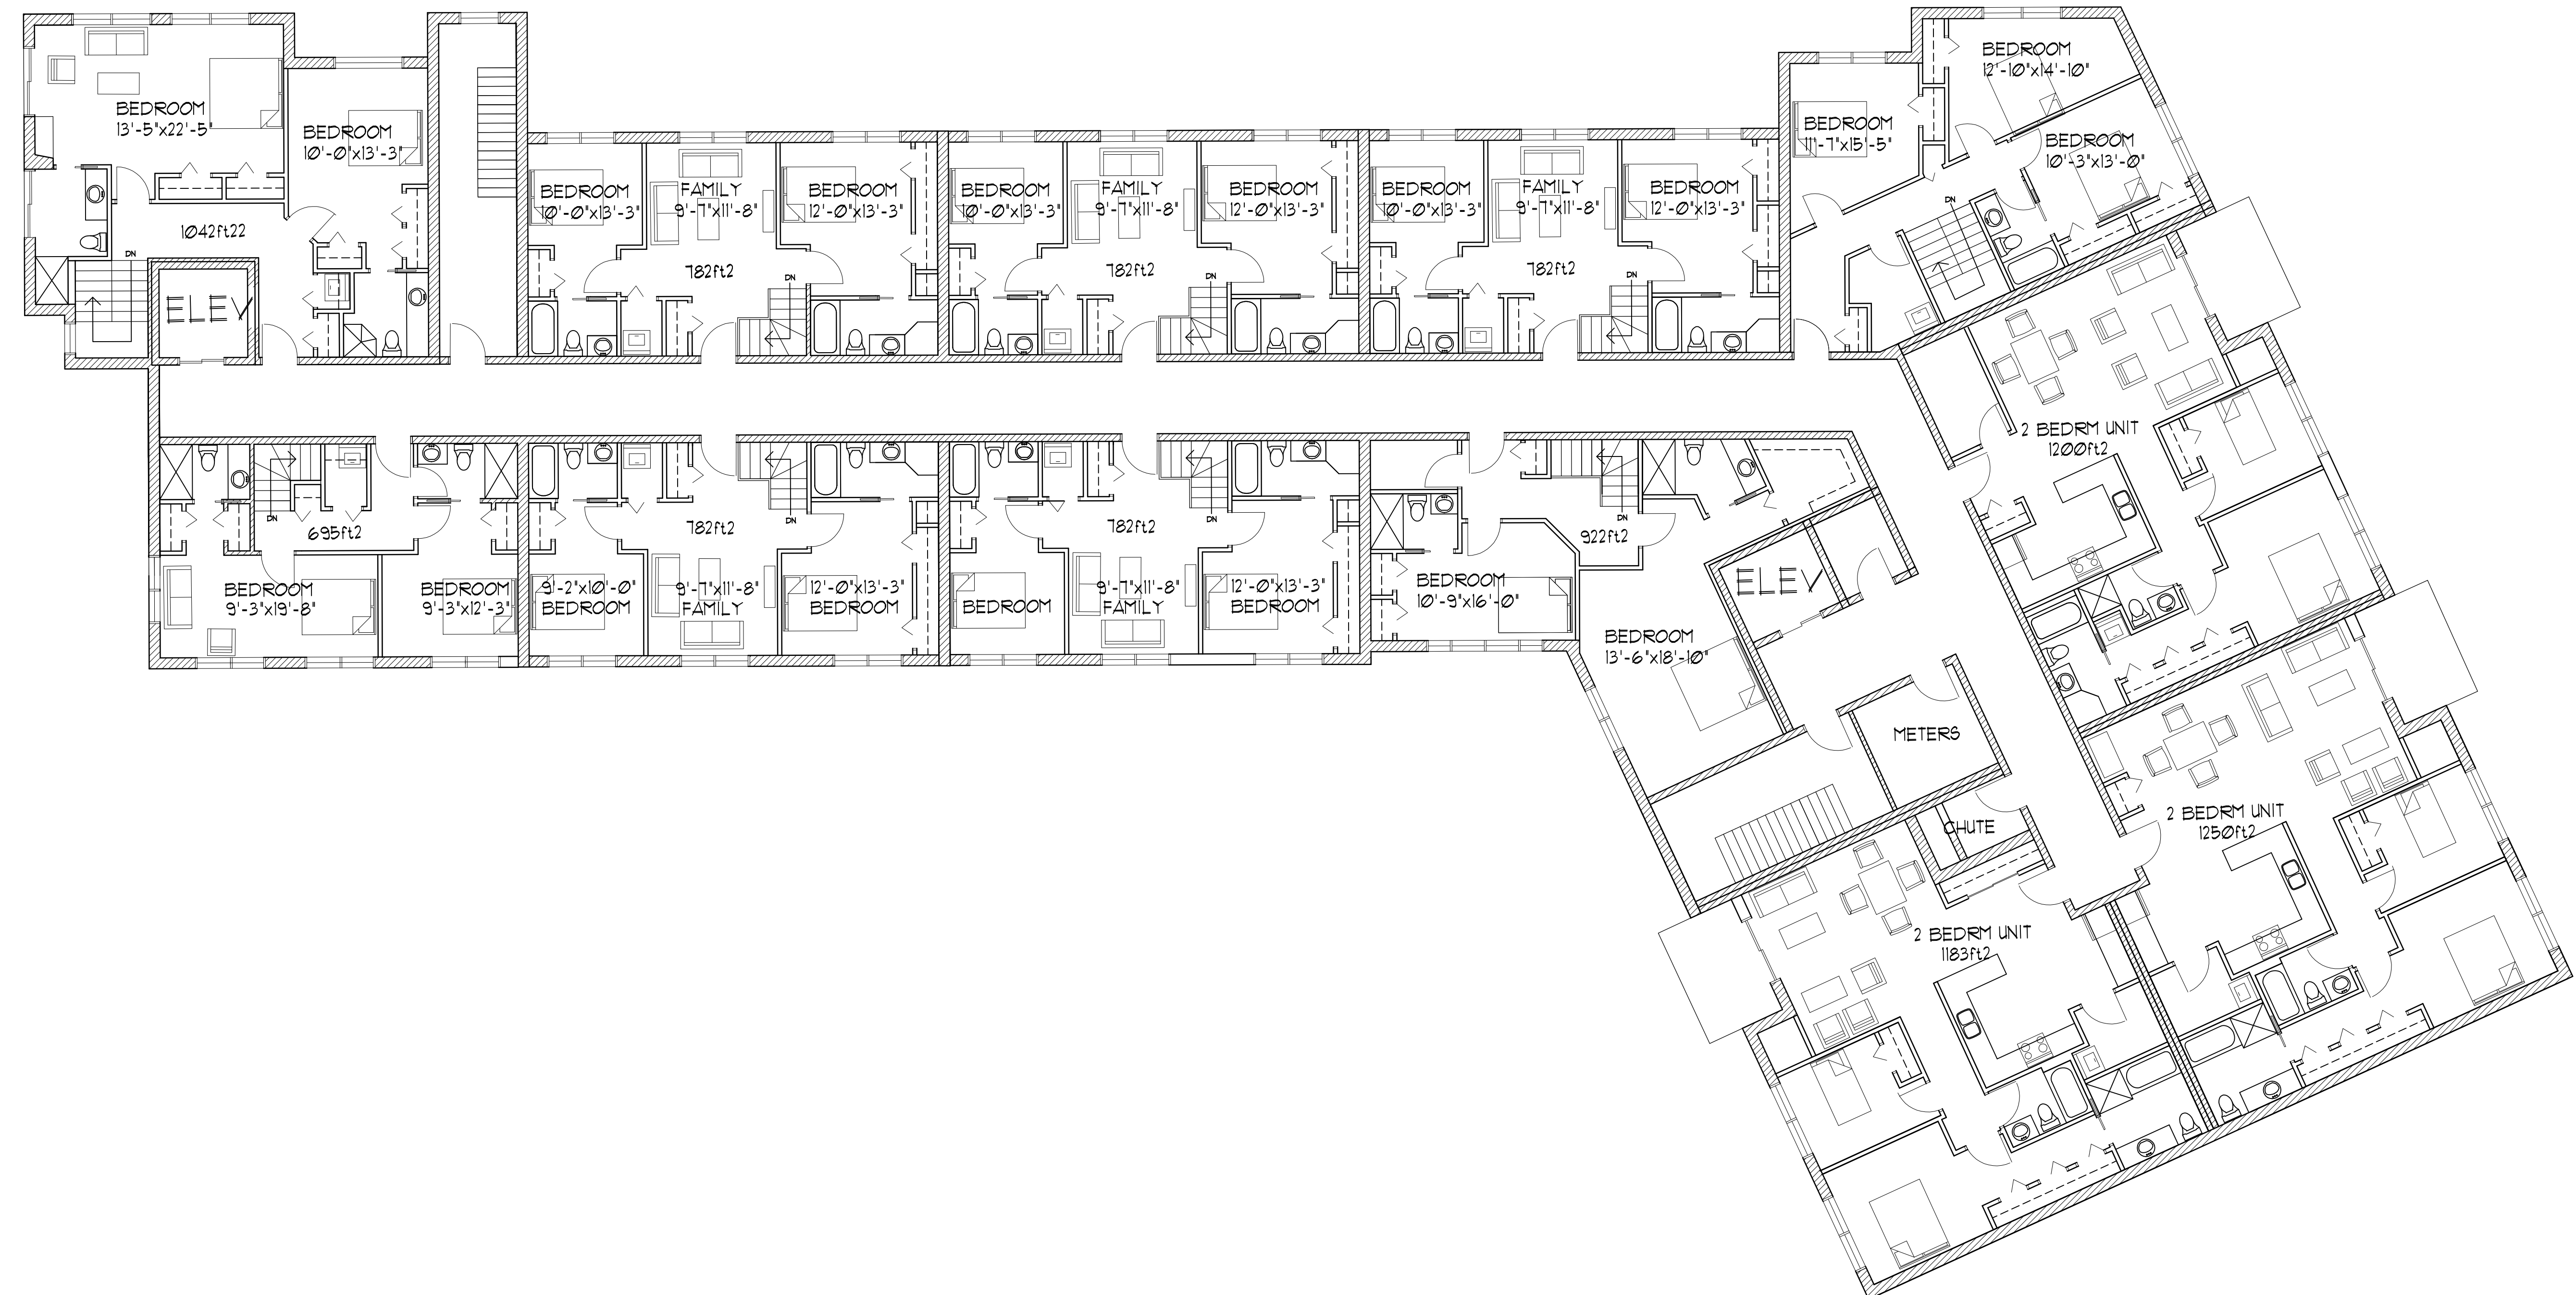 BEDROOM
13'-5"x22'-5"
BEDROOM
10'-0"x13'-3"
1042ft22
DN
ELEV
BEDROOM
10'-0"x13'-3"
FAMILY
9'-7"x11'-8"
BEDROOM
12'-0"x13'-3"
782ft2
DN
BEDROOM
10'-0"x13'-3"
FAMILY
9'-7"x11'-8"
BEDROOM
12'-0"x13'-3"
782ft2
DN
BEDROOM
10'-0"x13'-3"
FAMILY
9'-7"x11'-8"
BEDROOM
12'-0"x13'-3"
782ft2
DN
BEDROOM
11'-7"x15'-5"
BEDROOM
12'-10"x14'-10"
BEDROOM
10'-3"x13'-0"
DN
2 BEDRM UNIT
1200ft2
DN
695ft2
BEDROOM
9'-3"x19'-8"
BEDROOM
9'-3"x12'-3"
782ft2
DN
9'-2"x10'-0"
BEDROOM
9'-7"x11'-8"
FAMILY
12'-0"x13'-3"
BEDROOM
782ft2
DN
BEDROOM
9'-7"x11'-8"
FAMILY
12'-0"x13'-3"
BEDROOM
DN
922ft2
BEDROOM
10'-9"x16'-0"
BEDROOM
13'-6"x18'-10"
ELEV
METERS
CHUTE
2 BEDRM UNIT
1250ft2
2 BEDRM UNIT
1183ft2